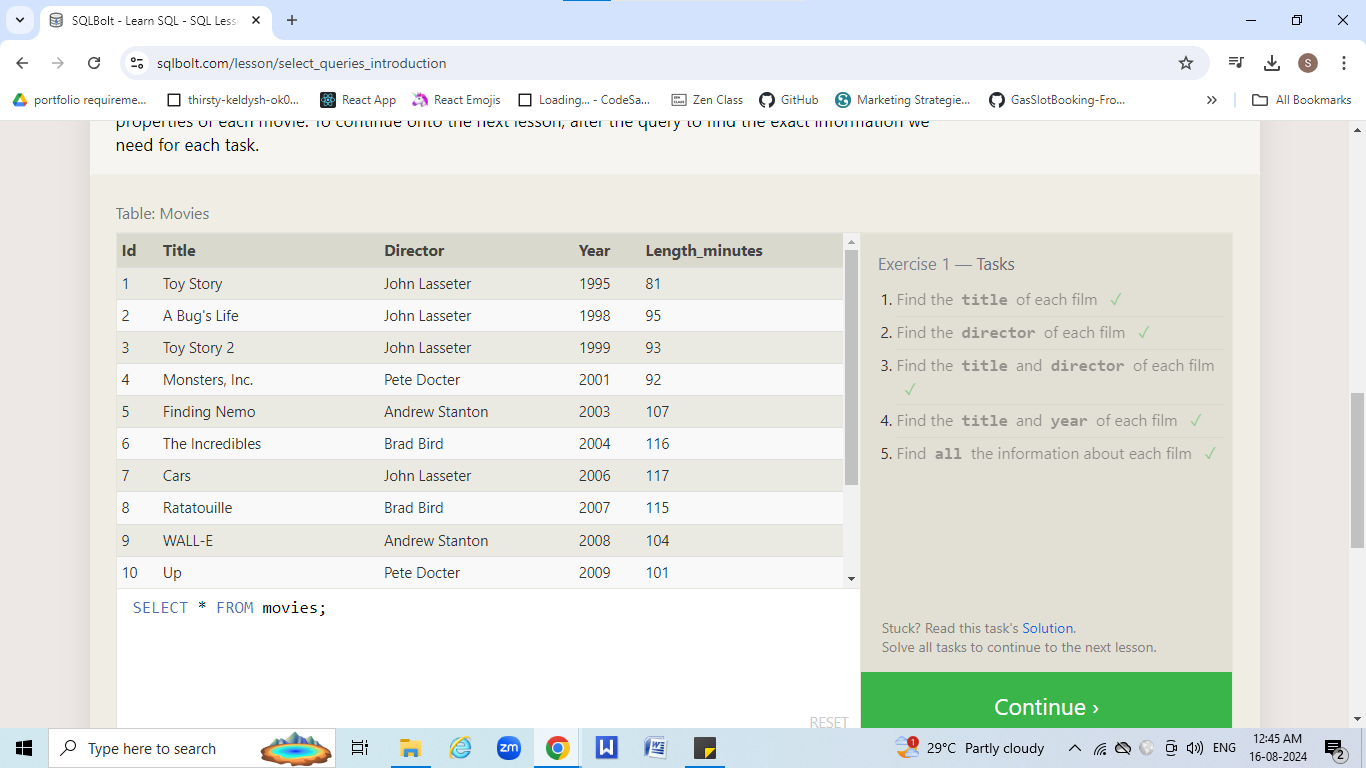 SQLBolt - Learn SQL - SQL Less
sqlbolt.com/lesson/select_queries_introduction
S
portfolio requireme... thirsty-keldysh-ok0... React App React Emojis Loading... - CodeSa... Zen Class GitHub Marketing Strategie... GasSlotBooking-Fro... » All Bookmarks
properties of each movie. To continue onto the next lesson, alter the query to find the exact information we
need for each task.
Table: Movies
Id Title Director Year Length_minutes
1 Toy Story John Lasseter 1995 81
2 A Bug's Life John Lasseter 1998 95
3 Toy Story 2 John Lasseter 1999 93
4 Monsters, Inc. Pete Docter 2001 92
5 Finding Nemo Andrew Stanton 2003 107
6 The Incredibles Brad Bird 2004 116
7 Cars John Lasseter 2006 117
8 Ratatouille Brad Bird 2007 115
9 WALL-E Andrew Stanton 2008 104
10 Up Pete Docter 2009 101
SELECT * FROM movies;
RESET
Exercise 1 — Tasks
1. Find the title of each film ✓
2. Find the director of each film ✓
3. Find the title and director of each film
✓
4. Find the title and year of each film ✓
5. Find all the information about each film ✓
Stuck? Read this task's Solution.
Solve all tasks to continue to the next lesson.
Continue ›
Type here to search
zm
W
W
1
29°C Partly cloudy
ENG
12:45 AM
16-08-2024
2